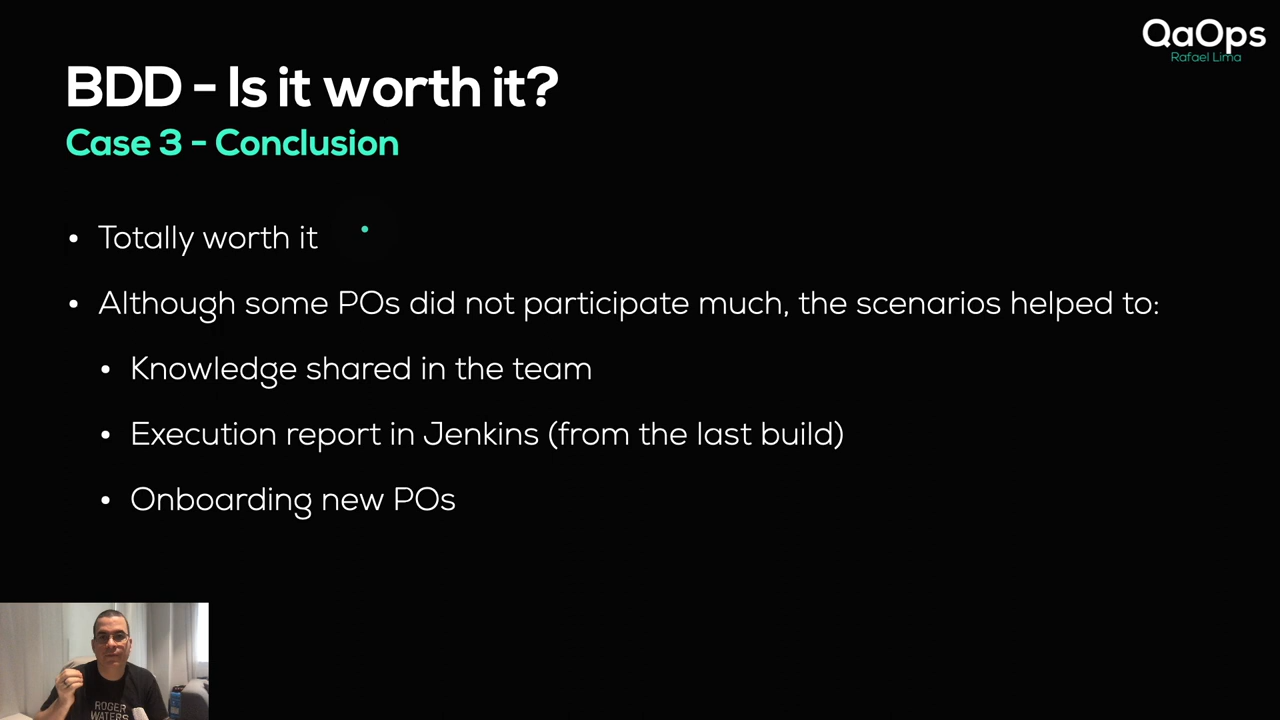 QaOps
Rafael Lima
BDD - Is it worth it?
Case 3 - Conclusion
• Totally worth it
• Although some POs did not participate much, the scenarios helped to:
• Knowledge shared in the team
• Execution report in Jenkins (from the last build)
• Onboarding new POs
ROGER
WATERS